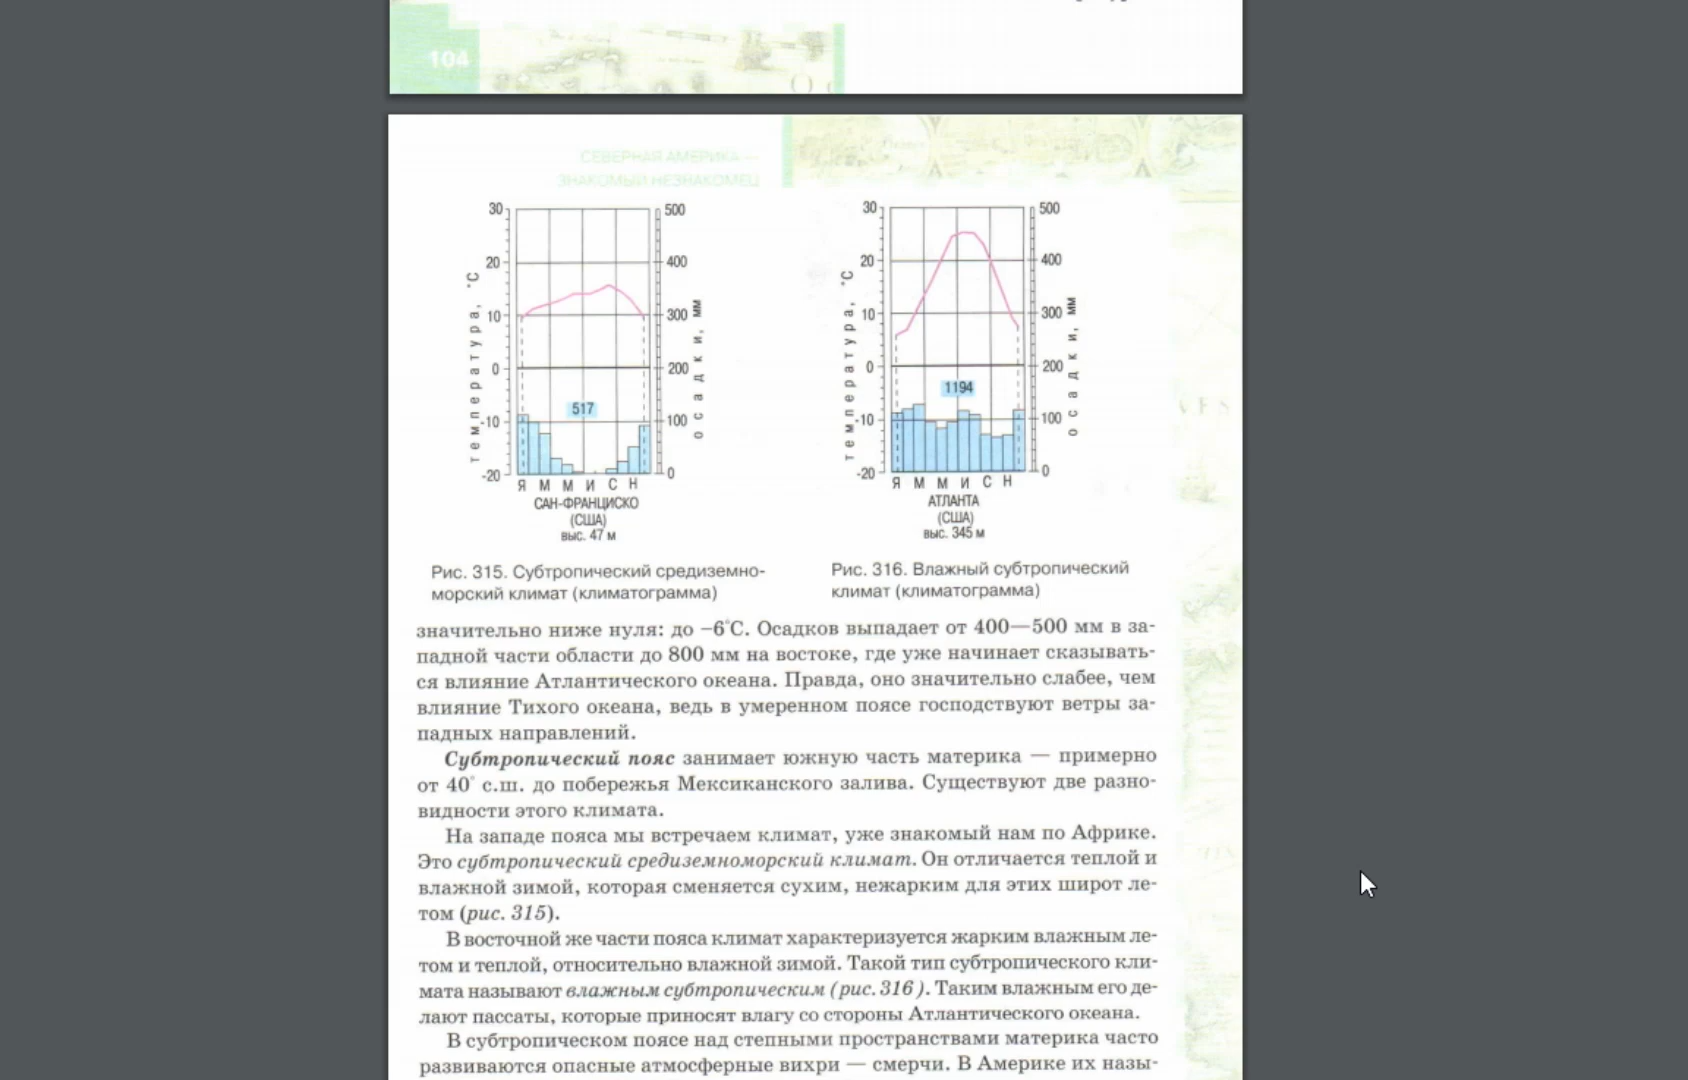 104
СЕВЕРНАЯ АМЕРИКА —
ЗНАКОМЫЙ НЕЗНАКОМЕЦ
30
20
10
0
-10
-20
температура, °С
500
400
300
200
100
0
осадки, мм
517
Я М М И С Н
САН-ФРАНЦИСКО
(США)
выс. 47 м
30
20
10
0
-10
-20
температура, °С
500
400
300
200
100
0
осадки, мм
1194
Я М М И С Н
АТЛАНТА
(США)
выс. 345 м
Рис. 315. Субтропический средиземно-
морский климат (климатограмма)
Рис. 316. Влажный субтропический
климат (климатограмма)
значительно ниже нуля: до −6°С. Осадков выпадает от 400—500 мм в за-
падной части области до 800 мм на востоке, где уже начинает сказывать-
ся влияние Атлантического океана. Правда, оно значительно слабее, чем
влияние Тихого океана, ведь в умеренном поясе господствуют ветры за-
падных направлений.
Субтропический пояс занимает южную часть материка — примерно
от 40° с.ш. до побережья Мексиканского залива. Существуют две разно-
видности этого климата.
На западе пояса мы встречаем климат, уже знакомый нам по Африке.
Это субтропический средиземноморский климат. Он отличается теплой и
влажной зимой, которая сменяется сухим, нежарким для этих широт ле-
том (рис. 315).
В восточной же части пояса климат характеризуется жарким влажным ле-
том и теплой, относительно влажной зимой. Такой тип субтропического кли-
мата называют влажным субтропическим (рис. 316). Таким влажным его де-
лают пассаты, которые приносят влагу со стороны Атлантического океана.
В субтропическом поясе над степными пространствами материка часто
развиваются опасные атмосферные вихри — смерчи. В Америке их назы-